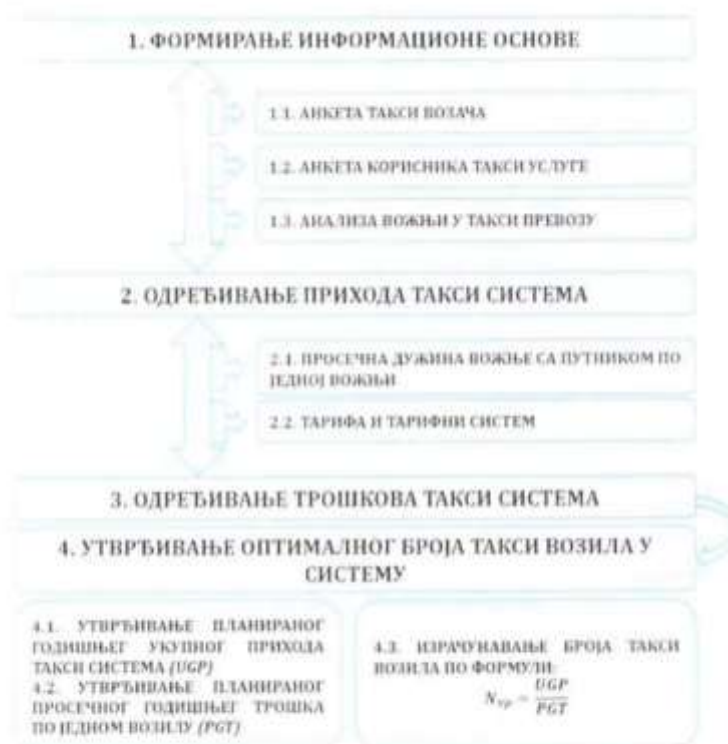 1. ФОРМИРАЊЕ ИНФОРМАЦИОНЕ ОСНОВЕ
1.1. АНКЕТА ТАКСИ ВОЗАЧА
1.2. АНКЕТА КОРИСНИКА ТАКСИ УСЛУГЕ
1.3. АНАЛИЗА ВОЖЊИ У ТАКСИ ПРЕВОЗУ
2. ОДРЕЂИВАЊЕ ПРИХОДА ТАКСИ СИСТЕМА
2.1. ПРОСЕЧНА ДУЖИНА ВОЖЊЕ СА ПУТНИКОМ ПО
ЈЕДНОЈ ВОЖЊИ
2.2. ТАРИФА И ТАРИФНИ СИСТЕМ
3. ОДРЕЂИВАЊЕ ТРОШКОВА ТАКСИ СИСТЕМА
4. УТВРЂИВАЊЕ ОПТИМАЛНОГ БРОЈА ТАКСИ ВОЗИЛА У
СИСТЕМУ
4.1. УТВРЂИВАЊЕ ПЛАНИРАНОГ
ГОДИШЊЕГ УКУПНОГ ПРИХОДА
ТАКСИ СИСТЕМА (UGP)
4.2. УТВРЂИВАЊЕ ПЛАНИРАНОГ
ПРОСЕЧНОГ ГОДИШЊЕГ ТРОШКА
ПО ЈЕДНОМ ВОЗИЛУ (PGT)
4.3. ИЗРАЧУНАВАЊЕ БРОЈА ТАКСИ
ВОЗИЛА ПО ФОРМУЛИ:
N_vp = UGP / PGT